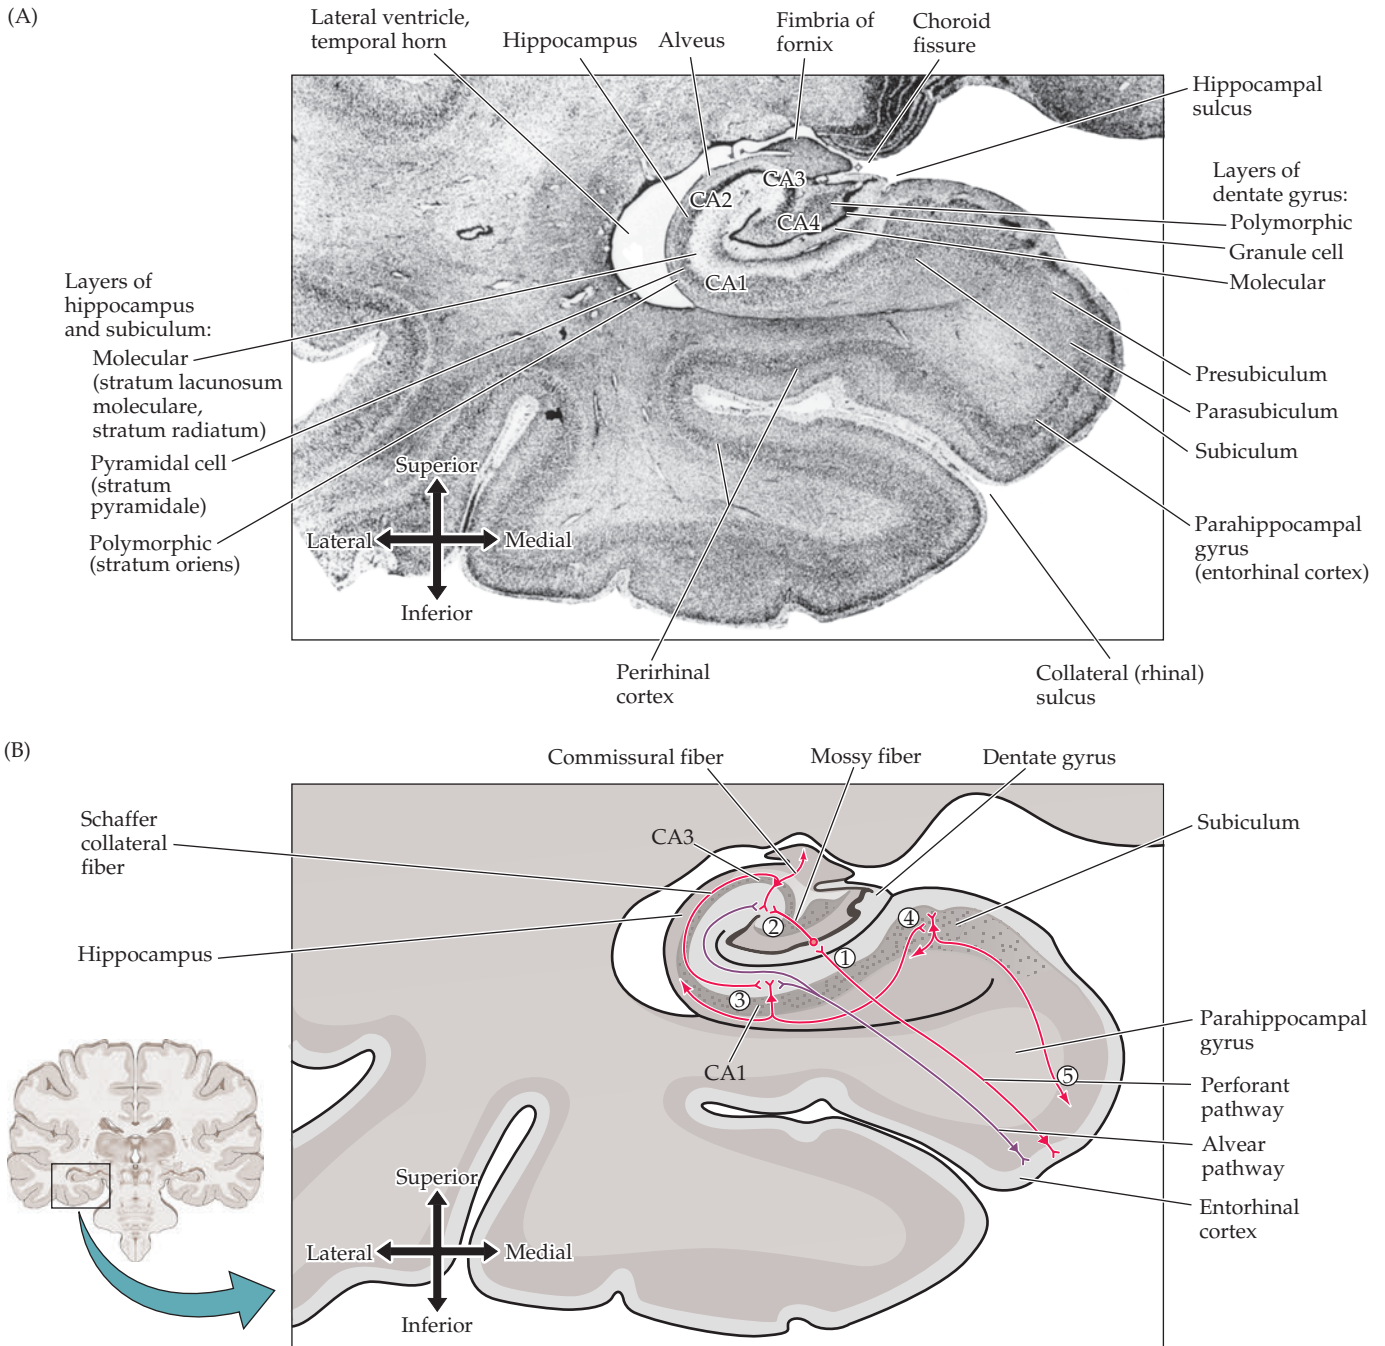 (A)
Lateral ventricle,
temporal horn
Hippocampus
Alveus
Fimbria of
fornix
Choroid
fissure
Hippocampal
sulcus
Layers of
dentate gyrus:
Polymorphic
Granule cell
Molecular
CA3
CA2
CA4
CA1
Layers of
hippocampus
and subiculum:
Molecular
(stratum lacunosum
moleculare,
stratum radiatum)
Pyramidal cell
(stratum
pyramidale)
Polymorphic
(stratum oriens)
Presubiculum
Parasubiculum
Subiculum
Parahippocampal
gyrus
(entorhinal cortex)
Superior
Lateral
Medial
Inferior
Perirhinal
cortex
Collateral (rhinal)
sulcus
(B)
Commissural fiber
Mossy fiber
Dentate gyrus
Schaffer
collateral
fiber
CA3
Subiculum
Hippocampus
4
2
1
3
CA1
5
Parahippocampal
gyrus
Perforant
pathway
Alvear
pathway
Entorhinal
cortex
Superior
Lateral
Medial
Inferior